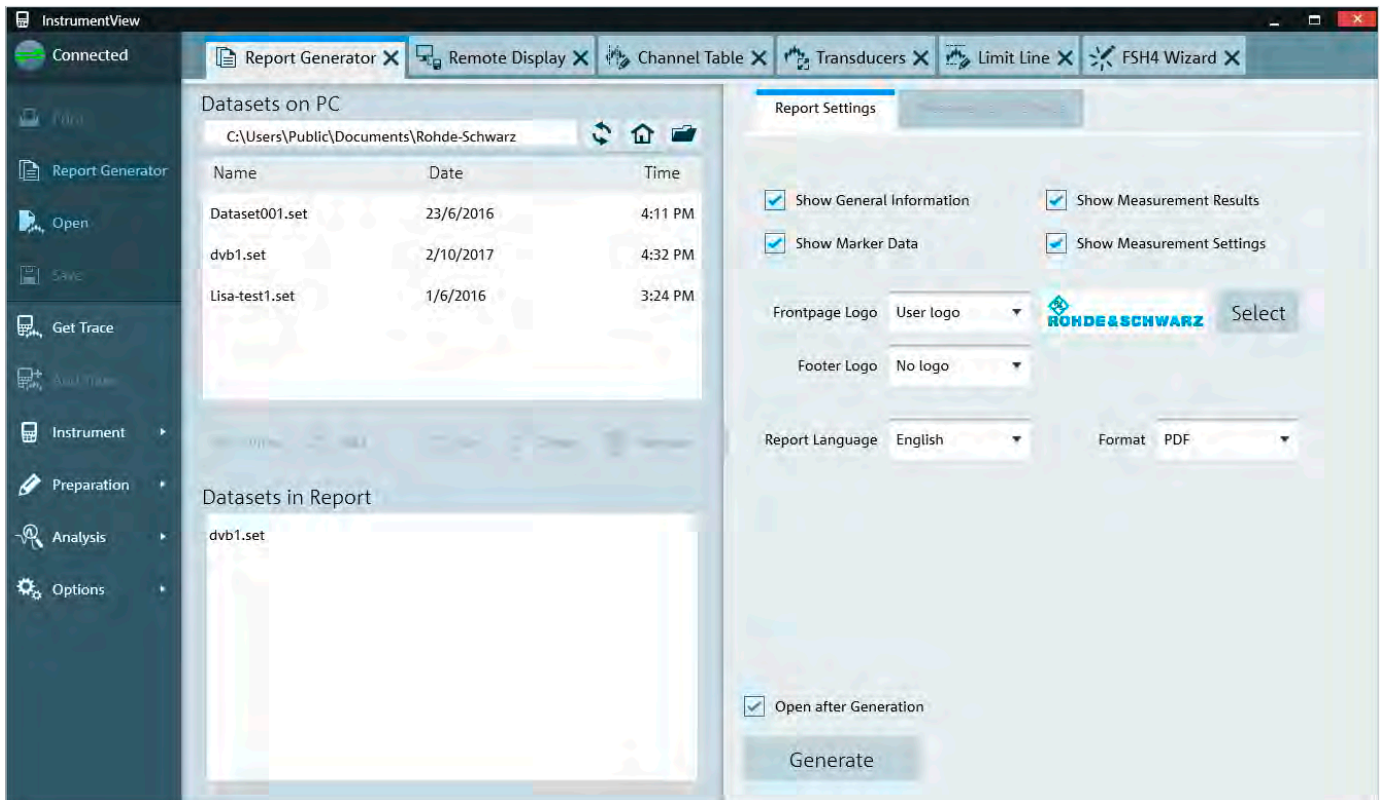 InstrumentView
Connected
Report Generator
Remote Display
Channel Table
Transducers
Limit Line
FSH4 Wizard
Print
Report Generator
Open
Save
Get Trace
Add Trace
Instrument
Preparation
Analysis
Options
Datasets on PC
C:\Users\Public\Documents\Rohde-Schwarz
Name Date Time
Dataset001.set 23/6/2016 4:11 PM
dvb1.set 2/10/2017 4:32 PM
Lisa-test1.set 1/6/2016 3:24 PM
Datasets in Report
dvb1.set
Report Settings
Show General Information
Show Measurement Results
Show Marker Data
Show Measurement Settings
Frontpage Logo User logo ROHDE&SCHWARZ Select
Footer Logo No logo
Report Language English Format PDF
Open after Generation
Generate